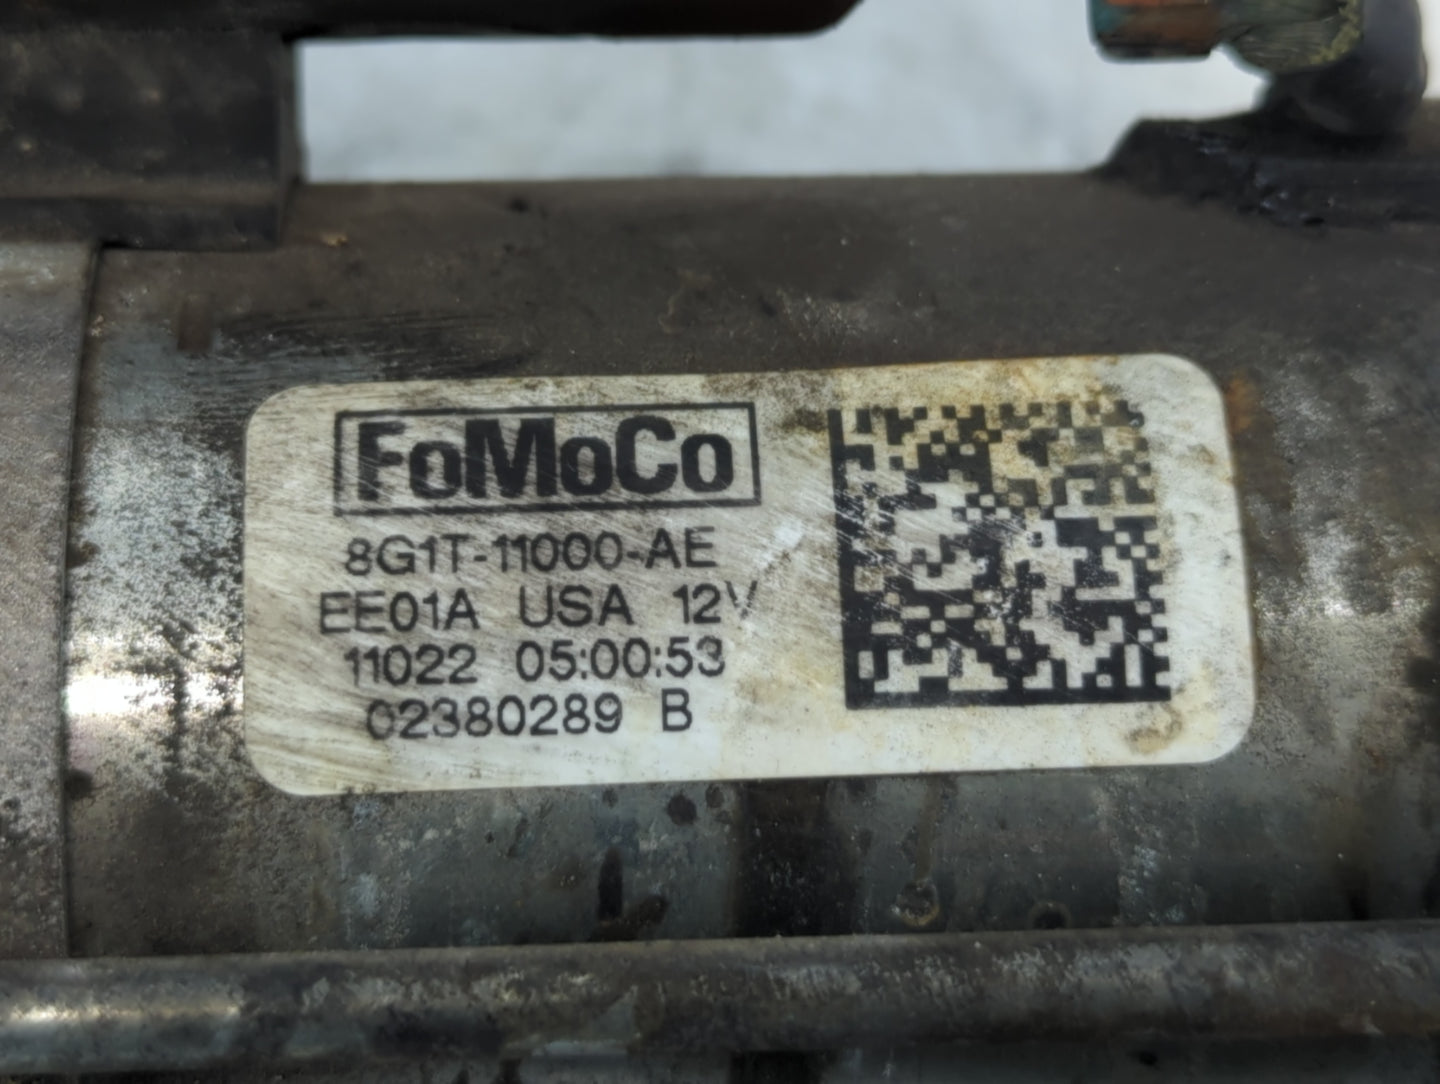 FoMoCo
8G1T-11000-AE
EE01A USA 12V
11022 05:00:53
02380289 B